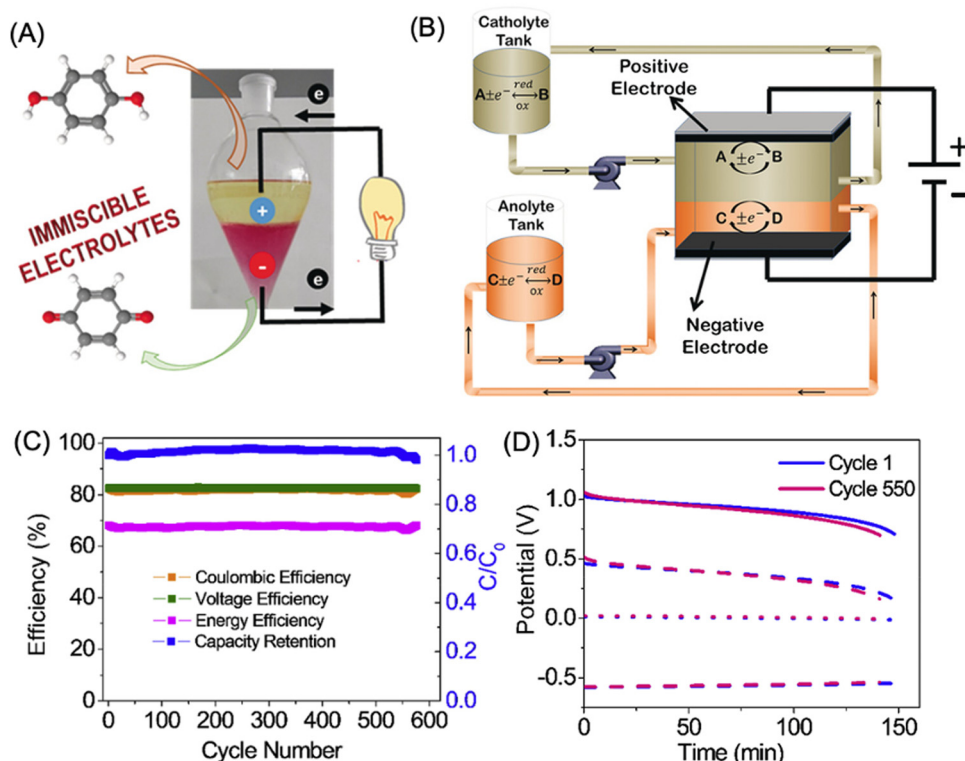 (A)
IMMISCIBLE
ELECTROLYTES
e
+
-
e
(B)
Catholyte
Tank
A±e⁻ red B
ox
Positive
Electrode
A ±e⁻ B
C ±e⁻ D
+
-
Anolyte
Tank
C±e⁻ red D
ox
Negative
Electrode
(C)
Efficiency (%)
100
80
60
40
20
0
Coulombic Efficiency
Voltage Efficiency
Energy Efficiency
Capacity Retention
1.0
0.8
0.6
0.4
0.2
0.0
C/C₀
0 100 200 300 400 500 600
Cycle Number
(D)
Potential (V)
1.5
1.0
0.5
0.0
-0.5
Cycle 1
Cycle 550
0 50 100 150
Time (min)